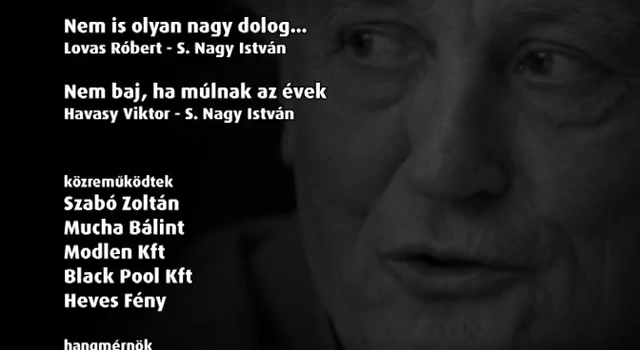 Nem is olyan nagy dolog...
Lovas Róbert - S. Nagy István
Nem baj, ha múlnak az évek
Havasy Viktor - S. Nagy István
közreműködtek
Szabó Zoltán
Mucha Bálint
Modlen Kft
Black Pool Kft
Heves Fény
hangmérnök